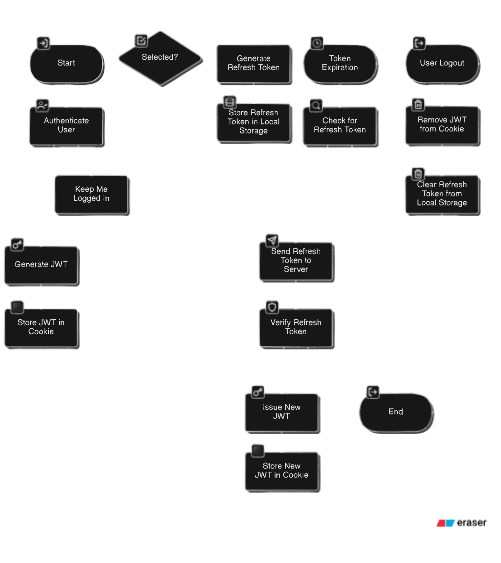 Start
Selected?
Generate
Refresh Token
Token
Expiration
User Logout
Authenticate
User
Store Refresh
Token in Local
Storage
Check for
Refresh Token
Remove JWT
from Cookie
Keep Me
Logged in
Clear Refresh
Token from
Local Storage
Generate JWT
Send Refresh
Token to
Server
Store JWT in
Cookie
Verify Refresh
Token
Issue New
JWT
End
Store New
JWT in Cookie
eraser